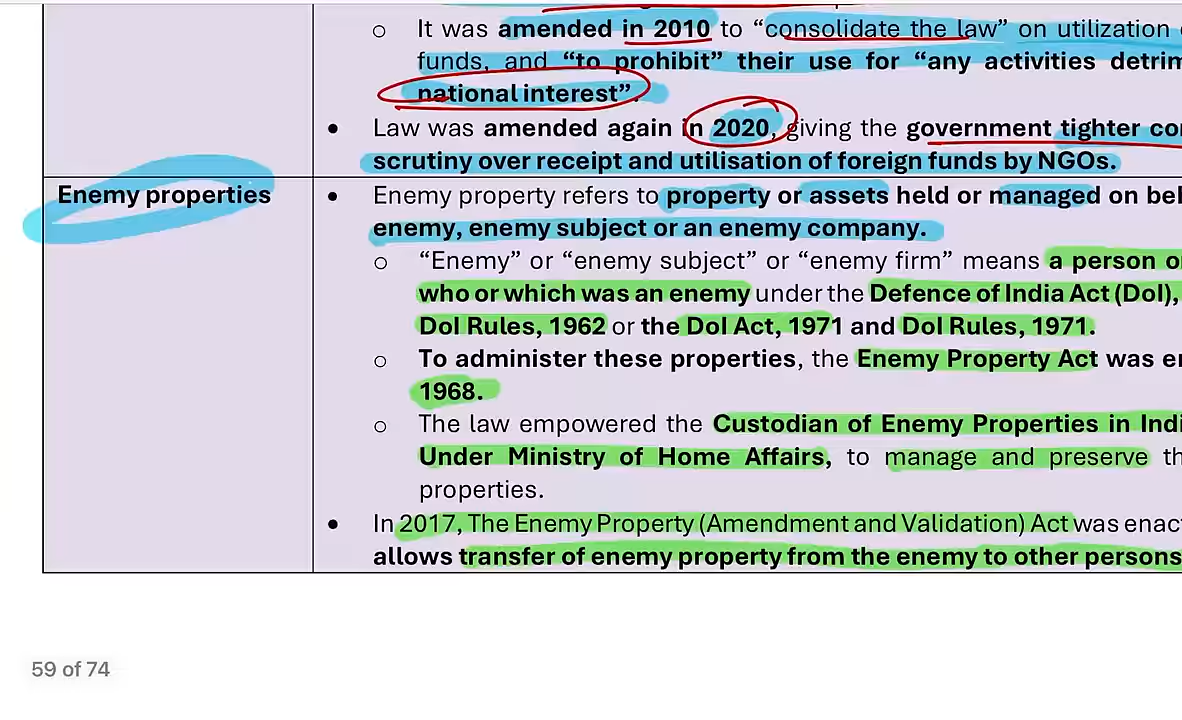 ○ It was amended in 2010 to “consolidate the law” on utilization
funds, and “to prohibit” their use for “any activities detrim
national interest”.
• Law was amended again in 2020, giving the government tighter co
scrutiny over receipt and utilisation of foreign funds by NGOs.
Enemy properties
• Enemy property refers to property or assets held or managed on bel
enemy, enemy subject or an enemy company.
○ “Enemy” or “enemy subject” or “enemy firm” means a person o
who or which was an enemy under the Defence of India Act (DoI),
DoI Rules, 1962 or the DoI Act, 1971 and DoI Rules, 1971.
○ To administer these properties, the Enemy Property Act was e
1968.
○ The law empowered the Custodian of Enemy Properties in Indi
Under Ministry of Home Affairs, to manage and preserve th
properties.
• In 2017, The Enemy Property (Amendment and Validation) Act was enac
allows transfer of enemy property from the enemy to other persons
59 of 74